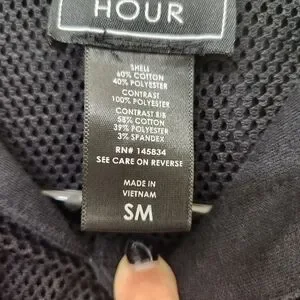 HOUR
SHELL
60% COTTON
40% POLYESTER
CONTRAST
100% POLYESTER
CONTRAST RIB
58% COTTON
39% POLYESTER
3% SPANDEX
RN# 145834
SEE CARE ON REVERSE
MADE IN
VIETNAM
SM